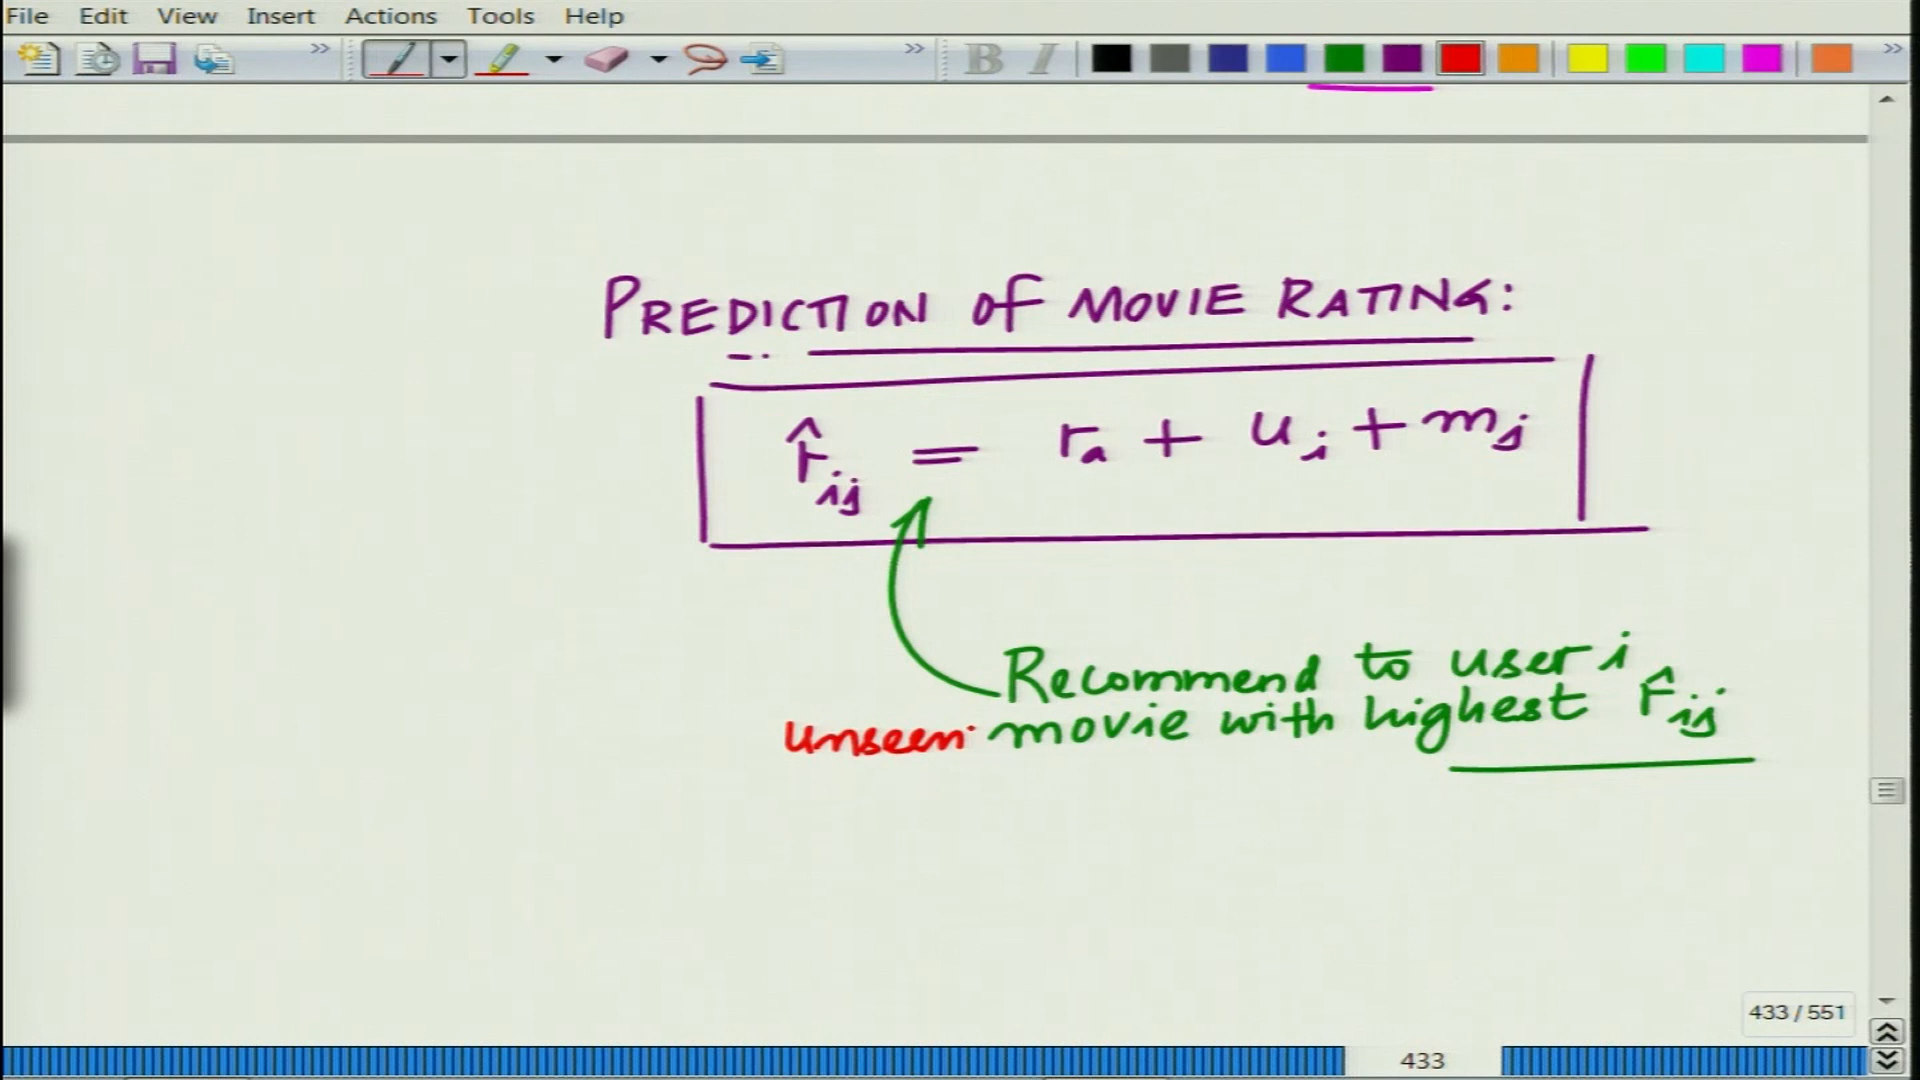 File Edit View Insert Actions Tools Help
B I
PREDICTION OF MOVIE RATING:
r̂ij = ra + ui + mj
Recommend to user i
unseen movie with highest r̂ij
433 / 551
433